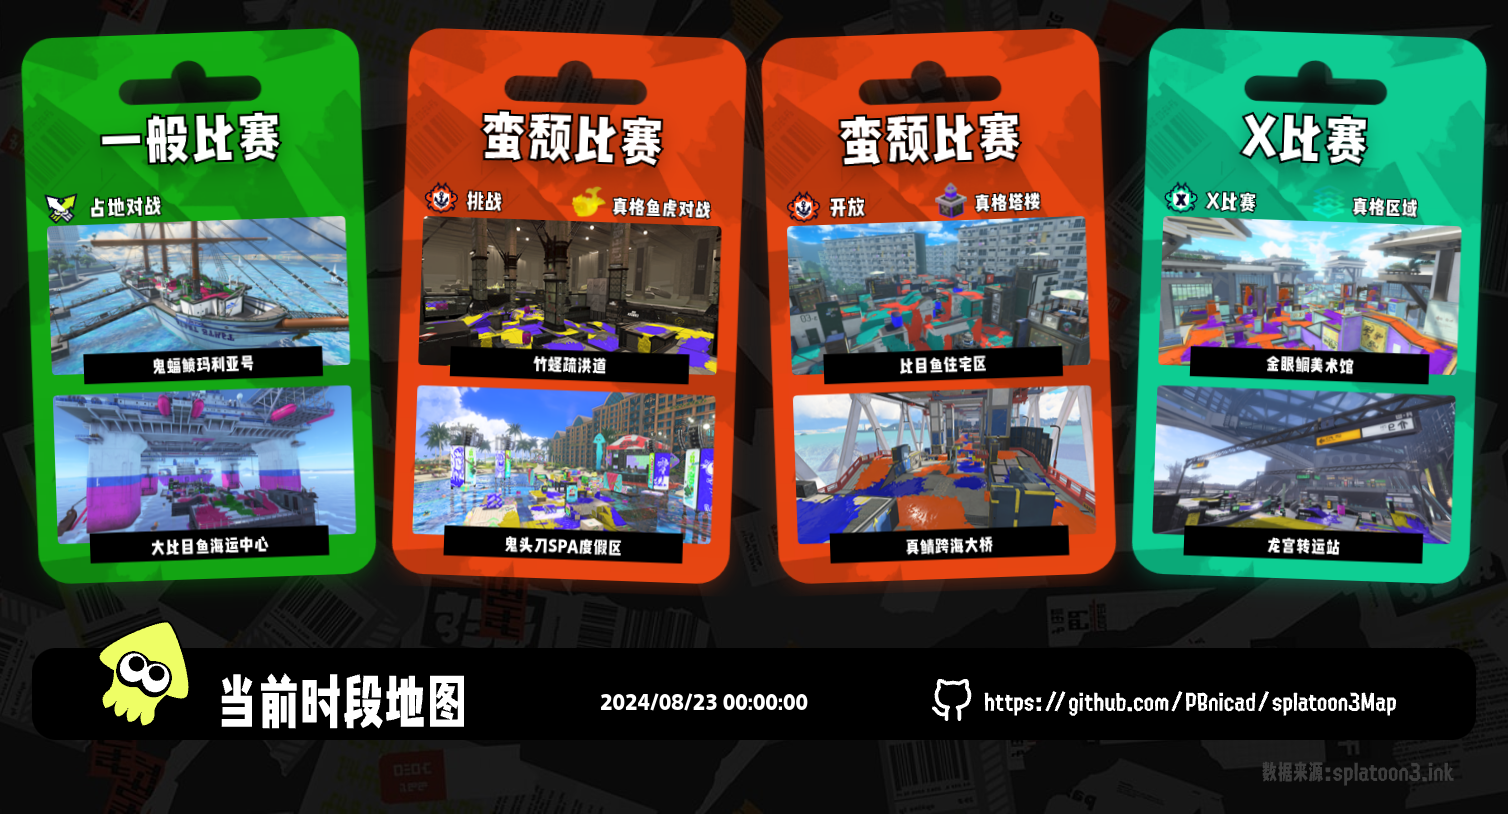 一般比赛
占地对战
鬼蝠鲼玛利亚号
大比目鱼海运中心
蛮颓比赛
挑战
真格鱼虎对战
竹蛏疏洪道
鬼头刀SPA度假区
蛮颓比赛
开放
真格塔楼
比目鱼住宅区
真鲭跨海大桥
X比赛
X比赛
真格区域
金眼鲷美术馆
龙宫转运站
当前时段地图
2024/08/23 00:00:00
https://github.com/PBnicad/splatoon3Map
数据来源:splatoon3.ink